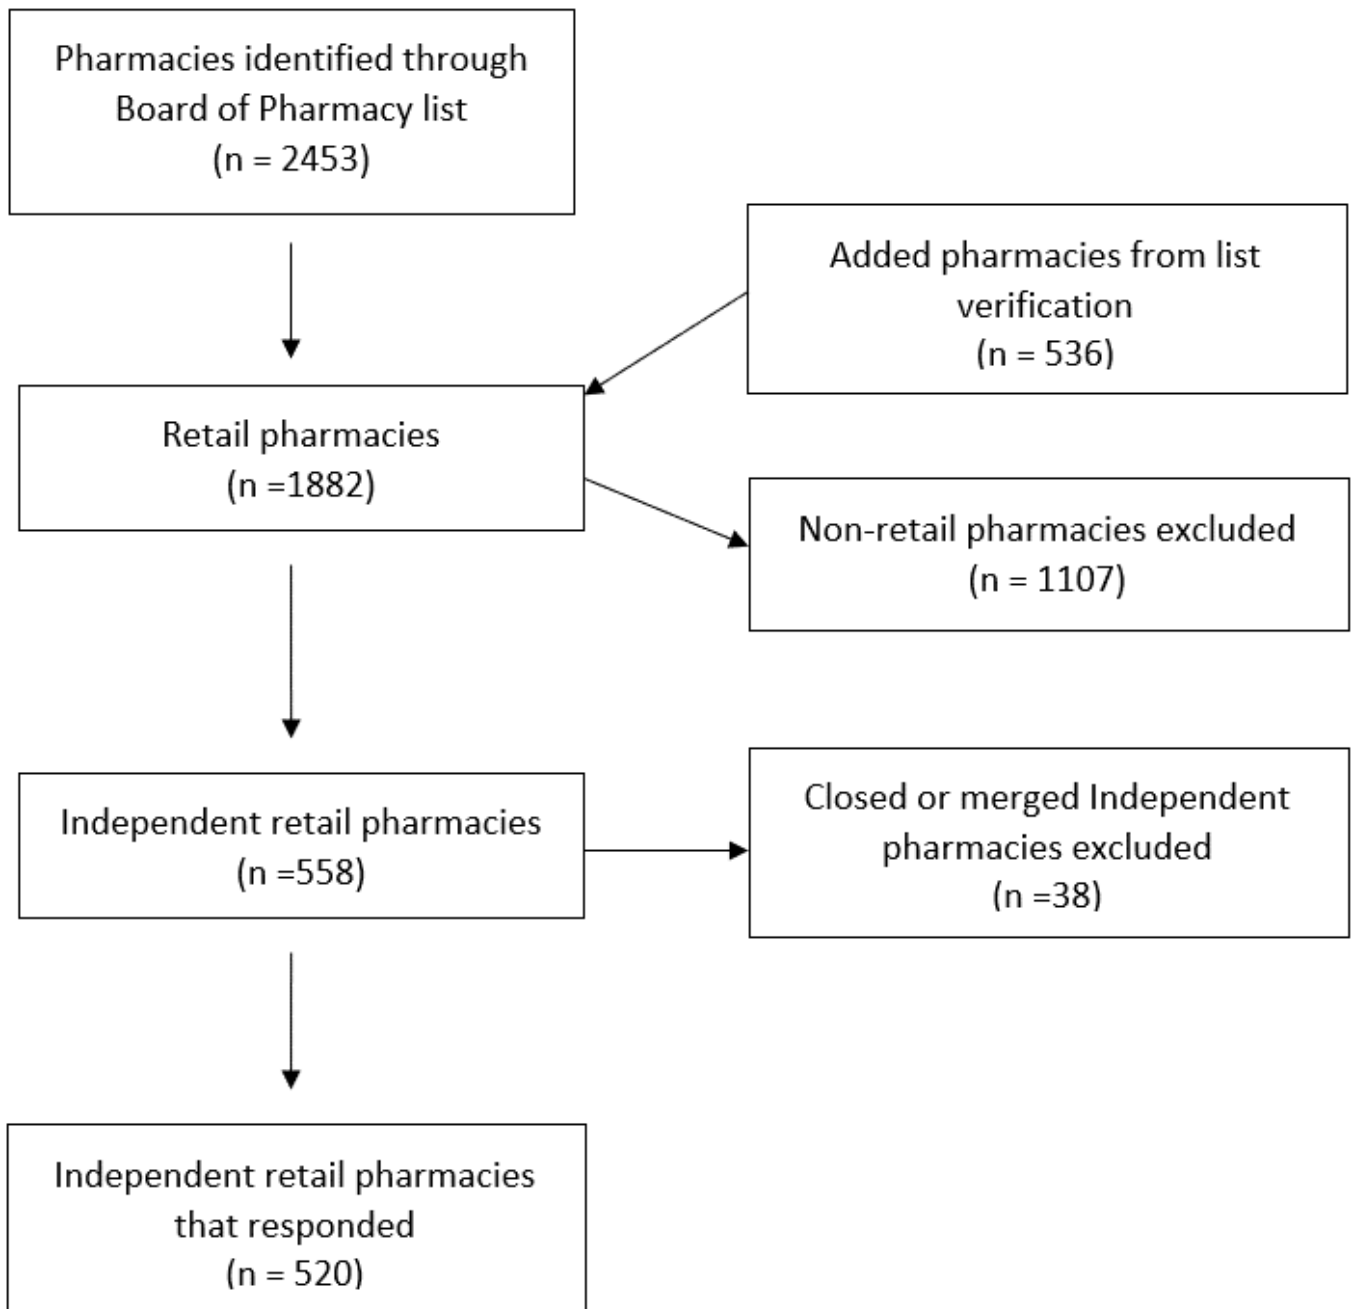 Pharmacies identified through
Board of Pharmacy list
(n = 2453)
Added pharmacies from list
verification
(n = 536)
Retail pharmacies
(n =1882)
Non-retail pharmacies excluded
(n = 1107)
Independent retail pharmacies
(n =558)
Closed or merged Independent
pharmacies excluded
(n =38)
Independent retail pharmacies
that responded
(n = 520)